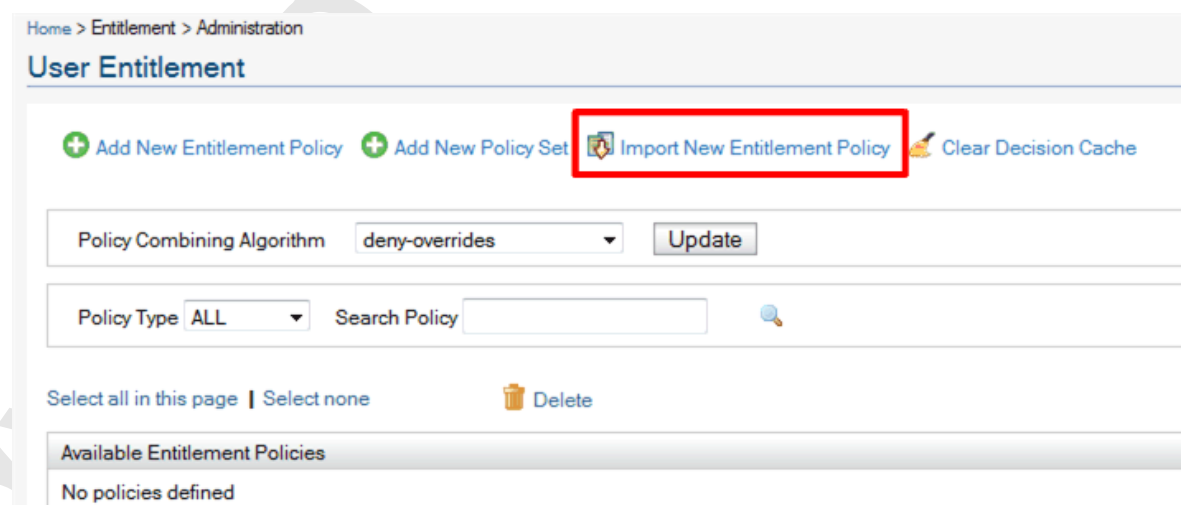 Home > Entitlement > Administration
User Entitlement
Add New Entitlement Policy Add New Policy Set Import New Entitlement Policy Clear Decision Cache
Policy Combining Algorithm deny-overrides Update
Policy Type ALL Search Policy
Select all in this page | Select none Delete
Available Entitlement Policies
No policies defined